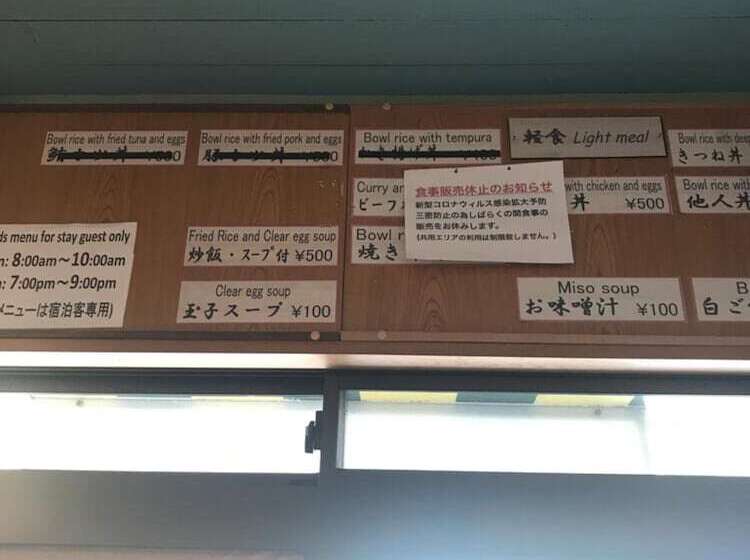 Bowl rice with fried tuna and eggs
Bowl rice with fried pork and eggs
Bowl rice with tempura
軽食 Light meal
Bowl rice with dee
きつね丼
Curry an
ビーフ
with chicken and eggs
丼 ¥500
Bowl rice with
他人丼
食事販売休止のお知らせ
新型コロナウィルス感染拡大予防
三密防止の為しばらくの間食事の
販売をお休みします。
(共用エリアの利用は制限致しません。)
ds menu for stay guest only
n: 8:00am～10:00am
n: 7:00pm～9:00pm
メニューは宿泊客専用)
Fried Rice and Clear egg soup
炒飯・スープ付 ¥500
Bowl r
焼き
Clear egg soup
玉子スープ ¥100
Miso soup
お味噌汁 ¥100
B
白ご